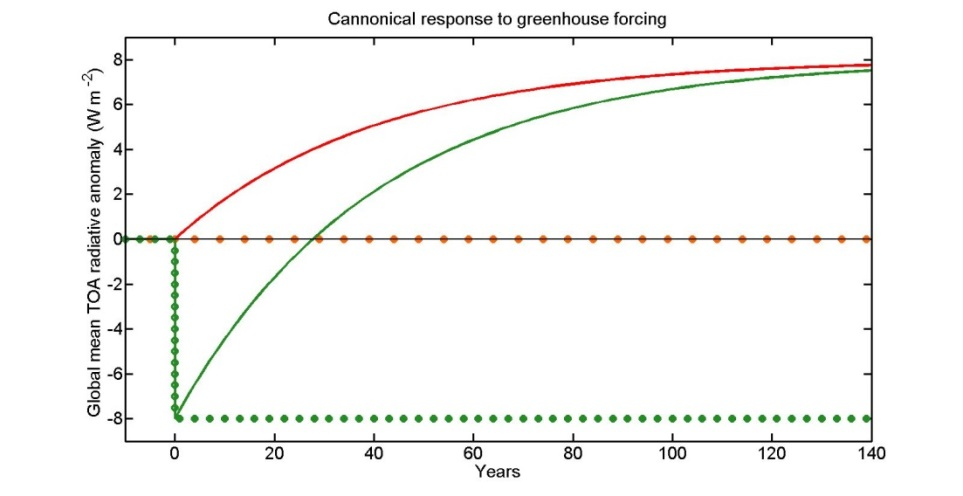 Cannonical response to greenhouse forcing
Global mean TOA radiative anomaly (W m⁻²)
8
6
4
2
0
-2
-4
-6
-8
0 20 40 60 80 100 120 140
Years